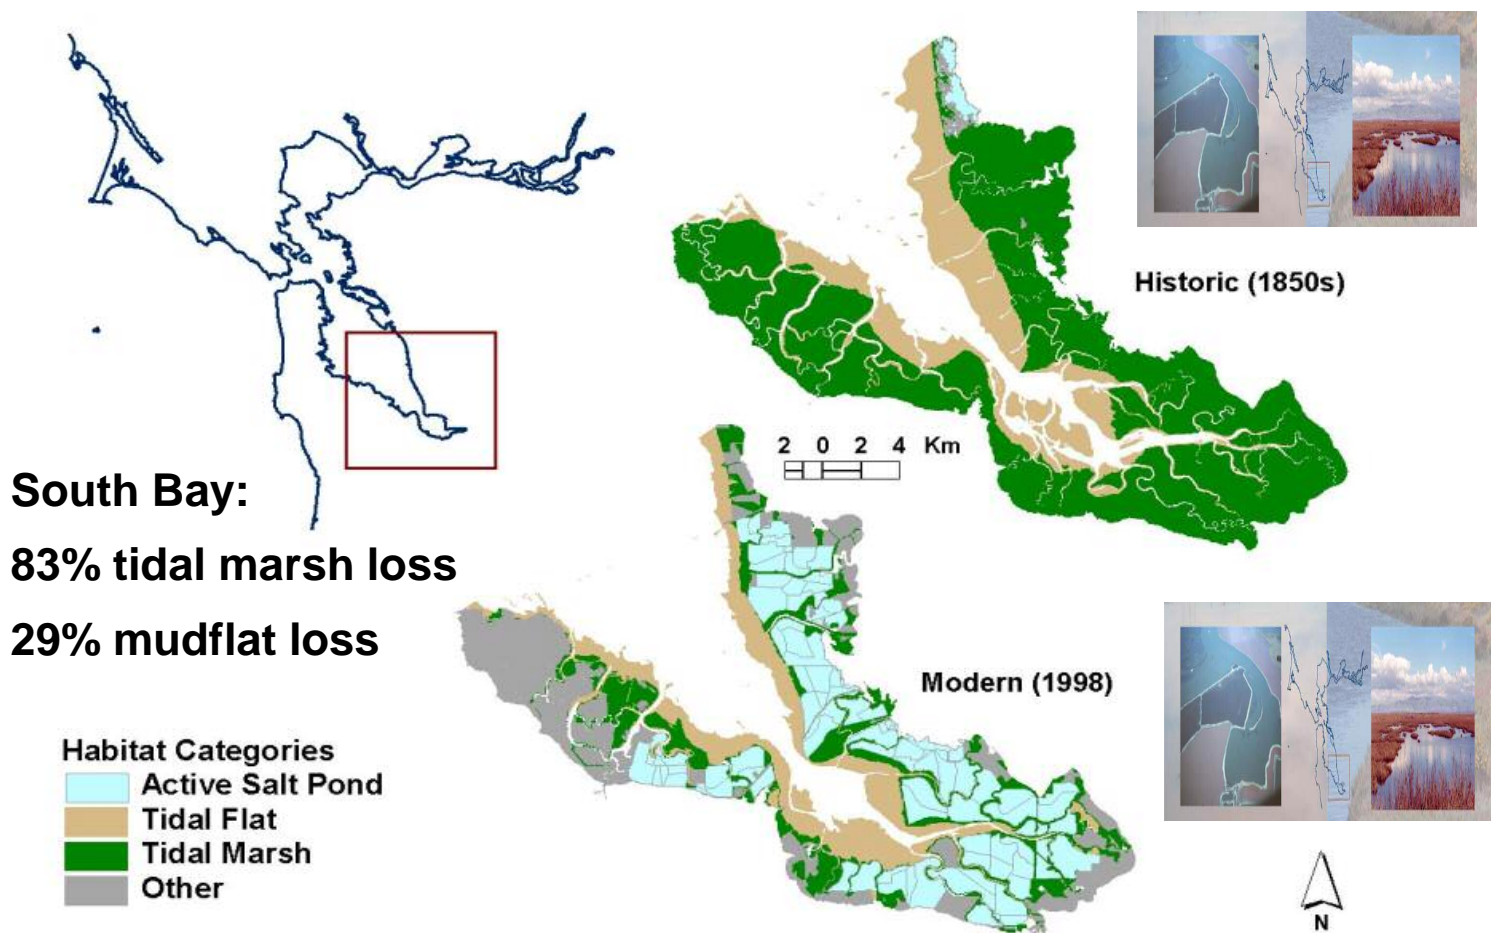 Historic (1850s)
2 0 2 4 Km
South Bay:
83% tidal marsh loss
29% mudflat loss
Modern (1998)
Habitat Categories
Active Salt Pond
Tidal Flat
Tidal Marsh
Other
N